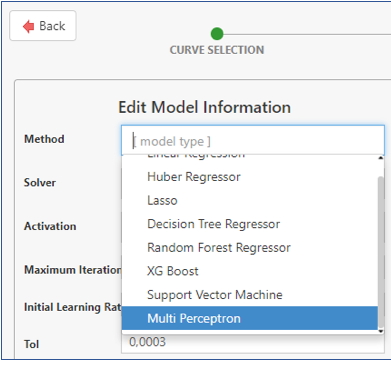 Back
CURVE SELECTION
Edit Model Information
Method
[ model type ]
Linear Regression
Huber Regressor
Solver
Lasso
Activation
Decision Tree Regressor
Random Forest Regressor
Maximum Iteration
XG Boost
Initial Learning Rat
Support Vector Machine
Multi Perceptron
Tol
0,0003